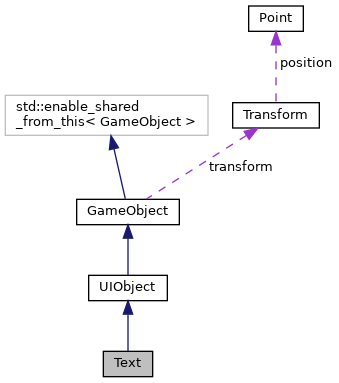 Point
position
std::enable_shared
_from_this< GameObject >
Transform
transform
GameObject
UIObject
Text